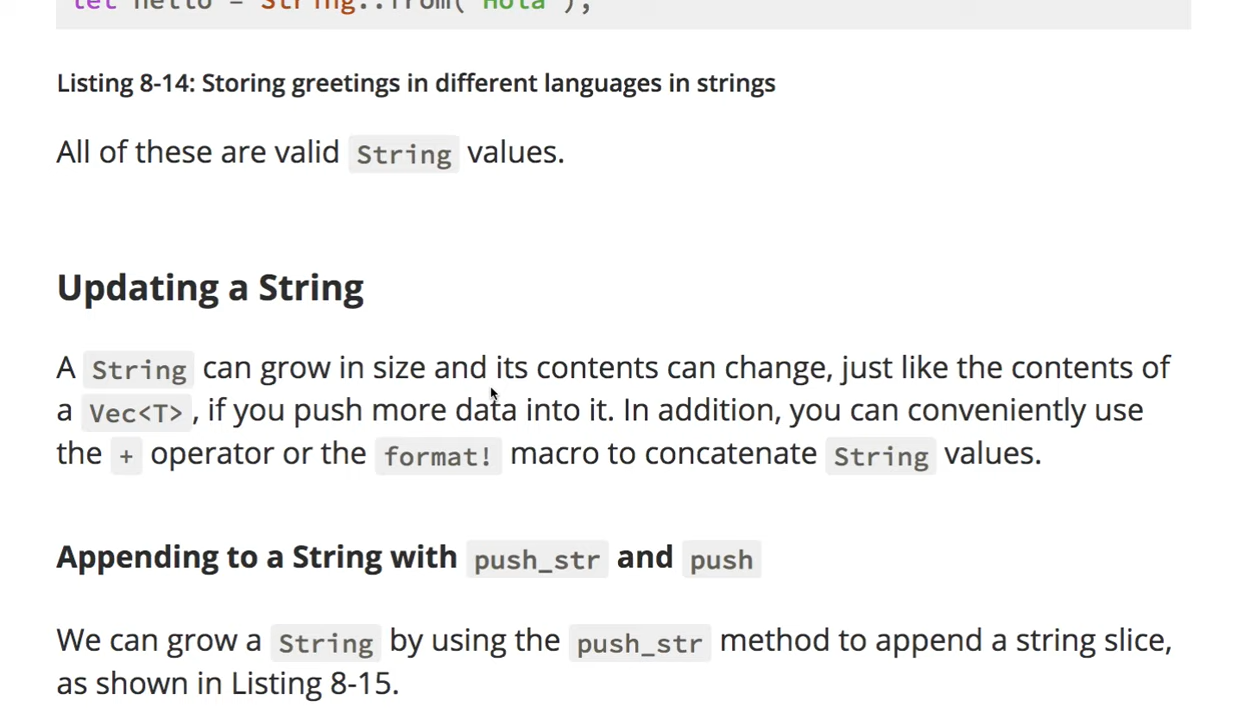 let hello = String::from("Hola");
Listing 8-14: Storing greetings in different languages in strings
All of these are valid String values.
Updating a String
A String can grow in size and its contents can change, just like the contents of
a Vec<T>, if you push more data into it. In addition, you can conveniently use
the + operator or the format! macro to concatenate String values.
Appending to a String with push_str and push
We can grow a String by using the push_str method to append a string slice,
as shown in Listing 8-15.